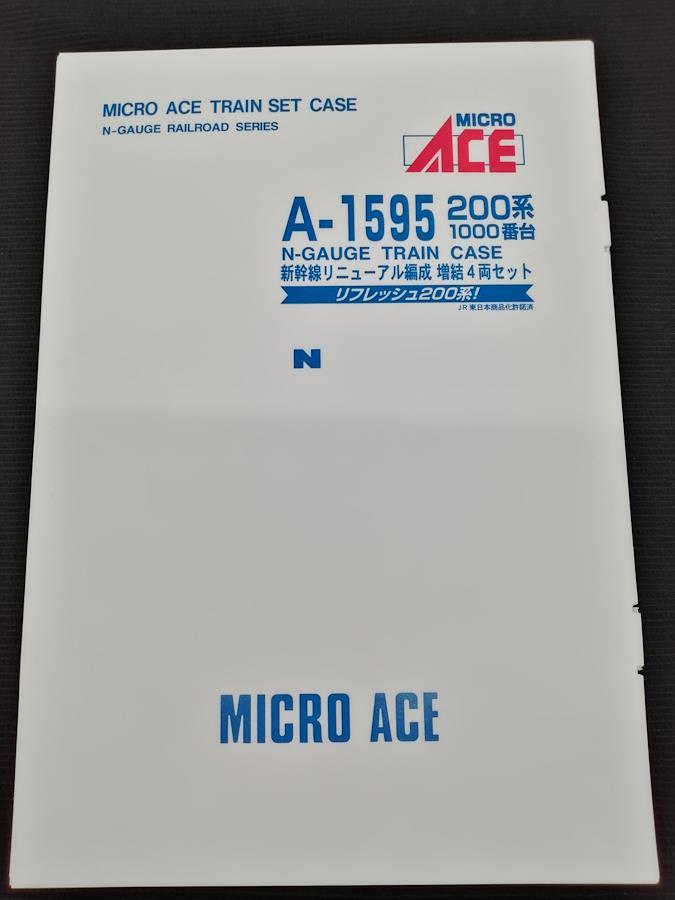 MICRO ACE TRAIN SET CASE
N-GAUGE RAILROAD SERIES
MICRO
ACE
A-1595 200系
1000番台
N-GAUGE TRAIN CASE
新幹線リニューアル編成 増結4両セット
リフレッシュ200系!
JR東日本商品化許諾済
N
MICRO ACE